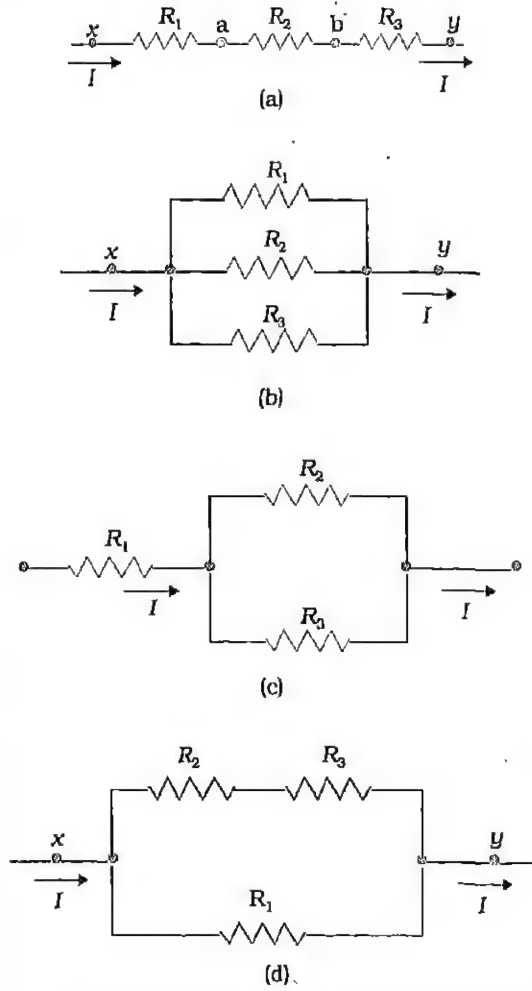 x R₁ a R₂ b R₃ y
I I
(a)
R₁
x R₂ y
I R₃ I
(b)
R₂
R₁
I I
R₃
(c)
R₂ R₃
x y
I I
R₁
(d)